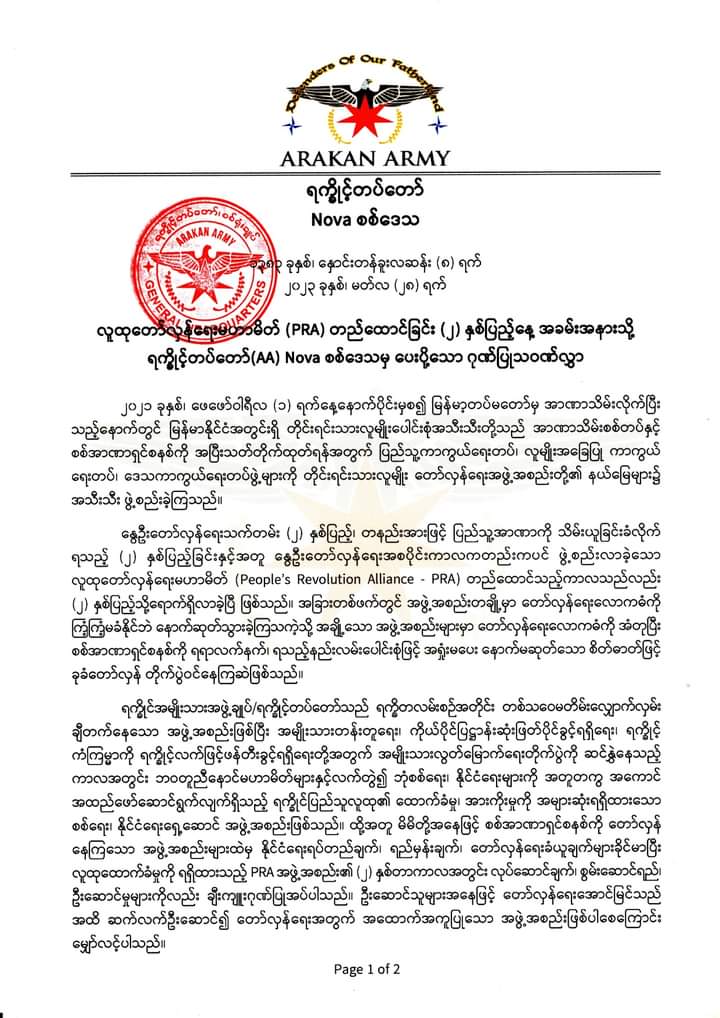 Defenders Of Our Fatherland
ARAKAN ARMY
ရက္ခိုင့်တပ်တော်
Nova စစ်ဒေသ
ရက္ခိုင့်တပ်တော်၊စစ်ဌာနချုပ်
ARAKAN ARMY
GENERAL HEADQUARTERS
၁၃၈၃ ခုနှစ်၊ နှောင်းတန်ခူးလဆန်း (၈) ရက်
၂၀၂၃ ခုနှစ်၊ မတ်လ (၂၈) ရက်
လူထုတော်လှန်ရေးမဟာမိတ် (PRA) တည်ထောင်ခြင်း (၂) နှစ်ပြည့်နေ့ အခမ်းအနားသို့
ရက္ခိုင့်တပ်တော်(AA) Nova စစ်ဒေသမှ ပေးပို့သော ဂုဏ်ပြုသဝဏ်လွှာ
၂၀၂၁ ခုနှစ်၊ ဖေဖော်ဝါရီလ (၁) ရက်နေ့နောက်ပိုင်းမှစ၍ မြန်မာ့တပ်မတော်မှ အာဏာသိမ်းလိုက်ပြီး
သည့်နောက်တွင် မြန်မာနိုင်ငံအတွင်းရှိ တိုင်းရင်းသားလူမျိုးပေါင်းစုံအသီးသီးတို့သည် အာဏာသိမ်းစစ်တပ်နှင့်
စစ်အာဏာရှင်စနစ်ကို အပြီးသတ်တိုက်ထုတ်ရန်အတွက် ပြည်သူ့ကာကွယ်ရေးတပ်၊ လူမျိုးအခြေပြု ကာကွယ်
ရေးတပ်၊ ဒေသကာကွယ်ရေးတပ်ဖွဲ့များကို တိုင်းရင်းသားလူမျိုး တော်လှန်ရေးအဖွဲ့အစည်းတို့၏ နယ်မြေများ၌
အသီးသီး ဖွဲ့စည်းခဲ့ကြသည်။
နွေဦးတော်လှန်ရေးသက်တမ်း (၂) နှစ်ပြည့်၊ တနည်းအားဖြင့် ပြည်သူ့အာဏာကို သိမ်းယူခြင်းခံလိုက်
ရသည့် (၂) နှစ်ပြည့်ခြင်းနှင့်အတူ နွေဦးတော်လှန်ရေးအစပိုင်းကာလကတည်းကပင် ဖွဲ့စည်းလာခဲ့သော
လူထုတော်လှန်ရေးမဟာမိတ် (People's Revolution Alliance - PRA) တည်ထောင်သည့်ကာလသည်လည်း
(၂) နှစ်ပြည့်သို့ရောက်ရှိလာခဲ့ပြီ ဖြစ်သည်။ အခြားတစ်ဖက်တွင် အဖွဲ့အစည်းတချို့မှာ တော်လှန်ရေးလောကဓံကို
ကြံ့ကြံ့မခံနိုင်ဘဲ နောက်ဆုတ်သွားခဲ့ကြသကဲ့သို့ အချို့သော အဖွဲ့အစည်းများမှာ တော်လှန်ရေးလောကဓံကို အံတုပြီး
စစ်အာဏာရှင်စနစ်ကို ရရာလက်နက်၊ ရသည့်နည်းလမ်းပေါင်းစုံဖြင့် အရှုံးမပေး နောက်မဆုတ်သော စိတ်ဓာတ်ဖြင့်
ခုခံတော်လှန် တိုက်ပွဲဝင်နေကြဆဲဖြစ်သည်။
ရက္ခိုင့်အမျိုးသားအဖွဲ့ချုပ်/ရက္ခိုင့်တပ်တော်သည် ရက္ခိတလမ်းစဉ်အတိုင်း တစ်သဝေမတိမ်းလျှောက်လှမ်း
ချီတက်နေသော အဖွဲ့အစည်းဖြစ်ပြီး အမျိုးသားတန်းတူရေး၊ ကိုယ်ပိုင်ပြဋ္ဌာန်းဆုံးဖြတ်ပိုင်ခွင့်ရရှိရေး၊ ရက္ခိုင့်
ကံကြမ္မာကို ရက္ခိုင့်လက်ဖြင့်ဖန်တီးခွင့်ရရှိရေးတို့အတွက် အမျိုးသားလွတ်မြောက်ရေးတိုက်ပွဲကို ဆင်နွှဲနေသည့်
ကာလအတွင်း ဘဝတူညီနောင်မဟာမိတ်များနှင့်လက်တွဲ၍ ဘုံစစ်ရေး၊ နိုင်ငံရေးများကို အတူတကွ အကောင်
အထည်ဖော်ဆောင်ရွက်လျက်ရှိသည့် ရက္ခိုင့်ပြည်သူလူထု၏ ထောက်ခံမှု၊ အားကိုးမှုကို အများဆုံးရရှိထားသော
စစ်ရေး၊ နိုင်ငံရေးရှေ့ဆောင် အဖွဲ့အစည်းဖြစ်သည်။ ထို့အတူ မိမိတို့အနေဖြင့် စစ်အာဏာရှင်စနစ်ကို တော်လှန်
နေကြသော အဖွဲ့အစည်းများထဲမှ နိုင်ငံရေးရပ်တည်ချက်၊ ရည်မှန်းချက်၊ တော်လှန်ရေးခံယူချက်များခိုင်မာပြီး
လူထုထောက်ခံမှုကို ရရှိထားသည့် PRA အဖွဲ့အစည်း၏ (၂) နှစ်တာကာလအတွင်း လုပ်ဆောင်ချက်၊ စွမ်းဆောင်ရည်၊
ဦးဆောင်မှုများကိုလည်း ချီးကျူးဂုဏ်ပြုအပ်ပါသည်။ ဦးဆောင်သူများအနေဖြင့် တော်လှန်ရေးအောင်မြင်သည်
အထိ ဆက်လက်ဦးဆောင်၍ တော်လှန်ရေးအတွက် အထောက်အကူပြုသော အဖွဲ့အစည်းဖြစ်ပါစေကြောင်း
မျှော်လင့်ပါသည်။
Page 1 of 2